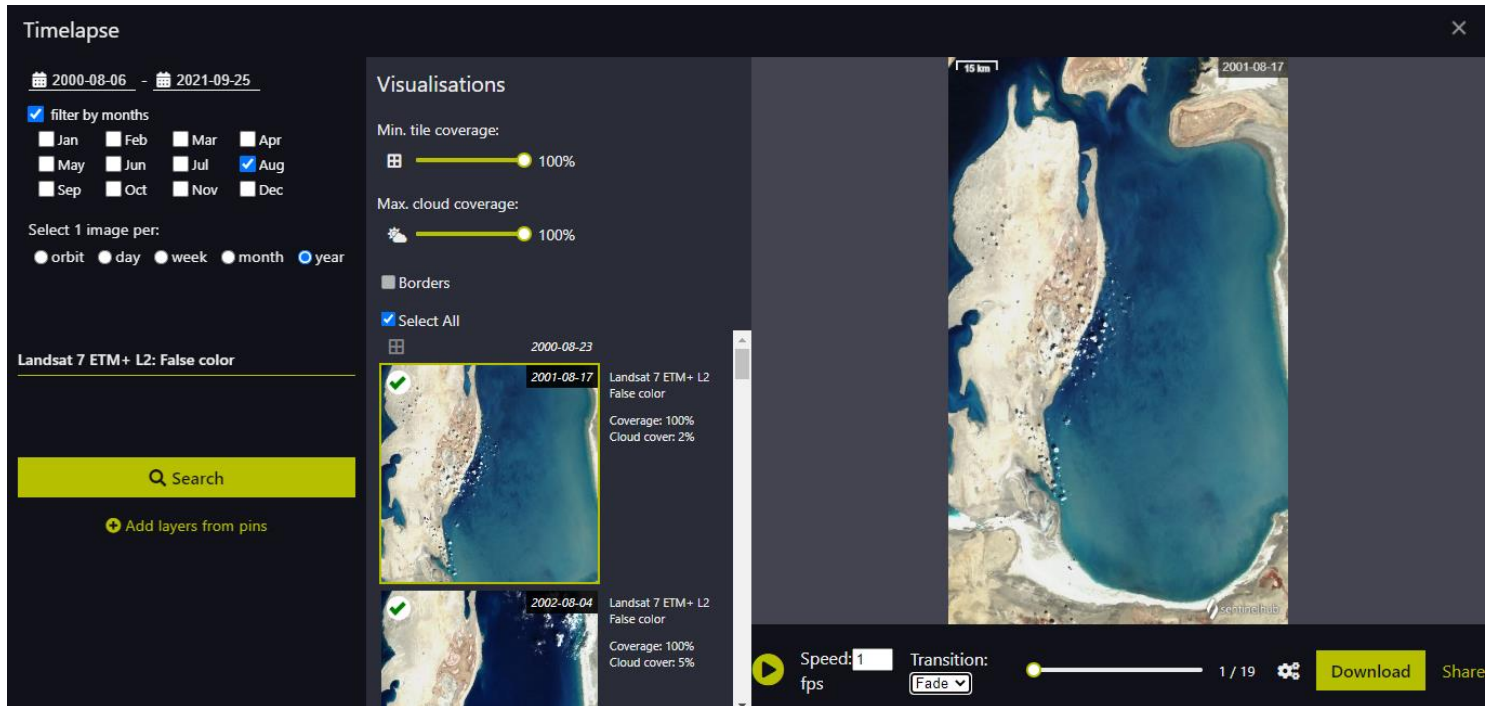 Timelapse
2000-08-06 - 2021-09-25
filter by months
Jan Feb Mar Apr
May Jun Jul Aug
Sep Oct Nov Dec
Select 1 image per:
orbit day week month year
Landsat 7 ETM+ L2: False color
Search
Add layers from pins
Visualisations
Min. tile coverage:
100%
Max. cloud coverage:
100%
Borders
Select All
2000-08-23
2001-08-17
Landsat 7 ETM+ L2
False color
Coverage: 100%
Cloud cover: 2%
2002-08-04
Landsat 7 ETM+ L2
False color
Coverage: 100%
Cloud cover: 5%
15 km
2001-08-17
sentinel hub
Speed: 1
fps
Transition:
Fade
1 / 19
Download
Share